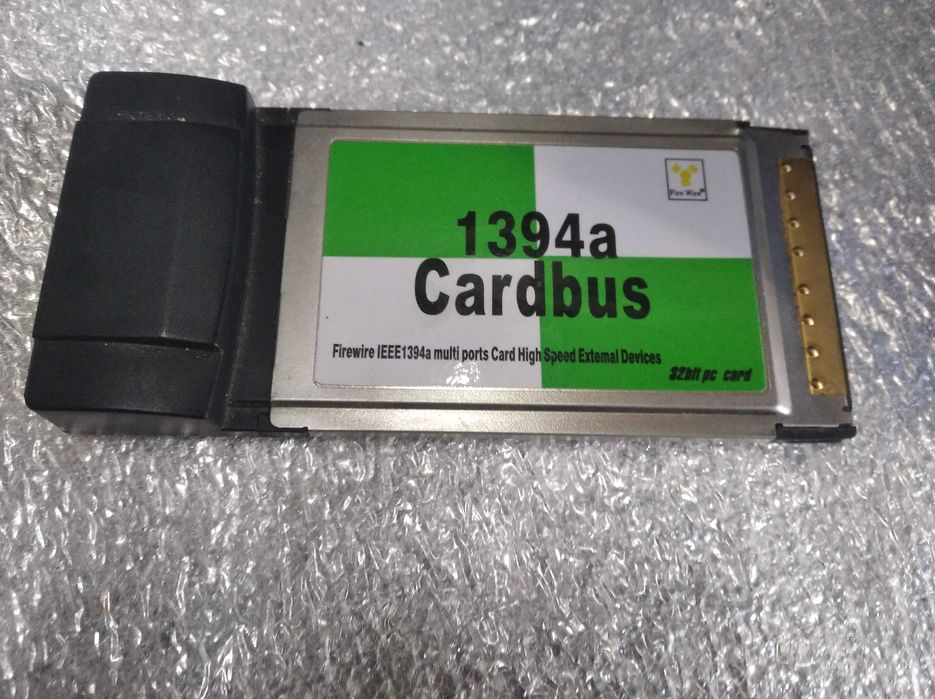 Fire Wire
1394a
Cardbus
Firewire IEEE1394a multi ports Card High Speed Extemal Devices
32bit pc card